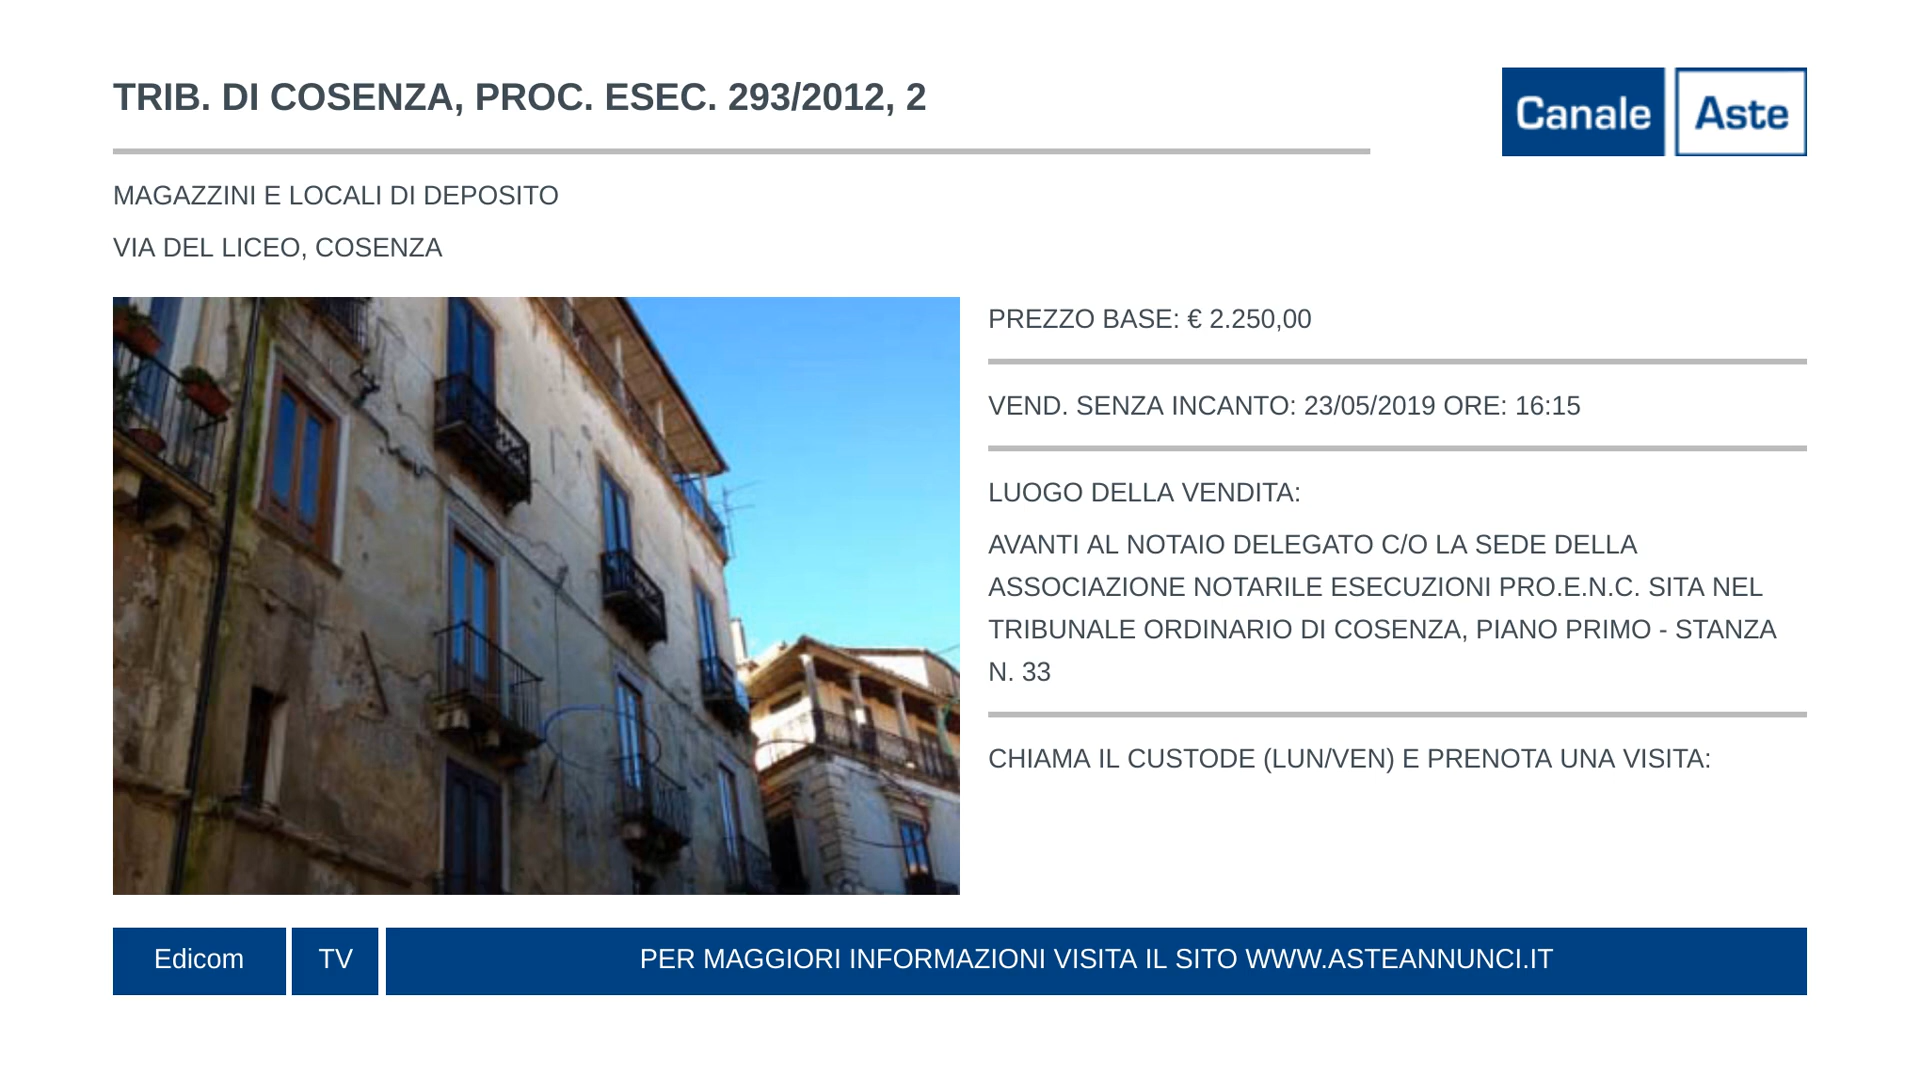 TRIB. DI COSENZA, PROC. ESEC. 293/2012, 2
Canale Aste
MAGAZZINI E LOCALI DI DEPOSITO
VIA DEL LICEO, COSENZA
PREZZO BASE: € 2.250,00
VEND. SENZA INCANTO: 23/05/2019 ORE: 16:15
LUOGO DELLA VENDITA:
AVANTI AL NOTAIO DELEGATO C/O LA SEDE DELLA
ASSOCIAZIONE NOTARILE ESECUZIONI PRO.E.N.C. SITA NEL
TRIBUNALE ORDINARIO DI COSENZA, PIANO PRIMO - STANZA
N. 33
CHIAMA IL CUSTODE (LUN/VEN) E PRENOTA UNA VISITA:
Edicom TV PER MAGGIORI INFORMAZIONI VISITA IL SITO WWW.ASTEANNUNCI.IT